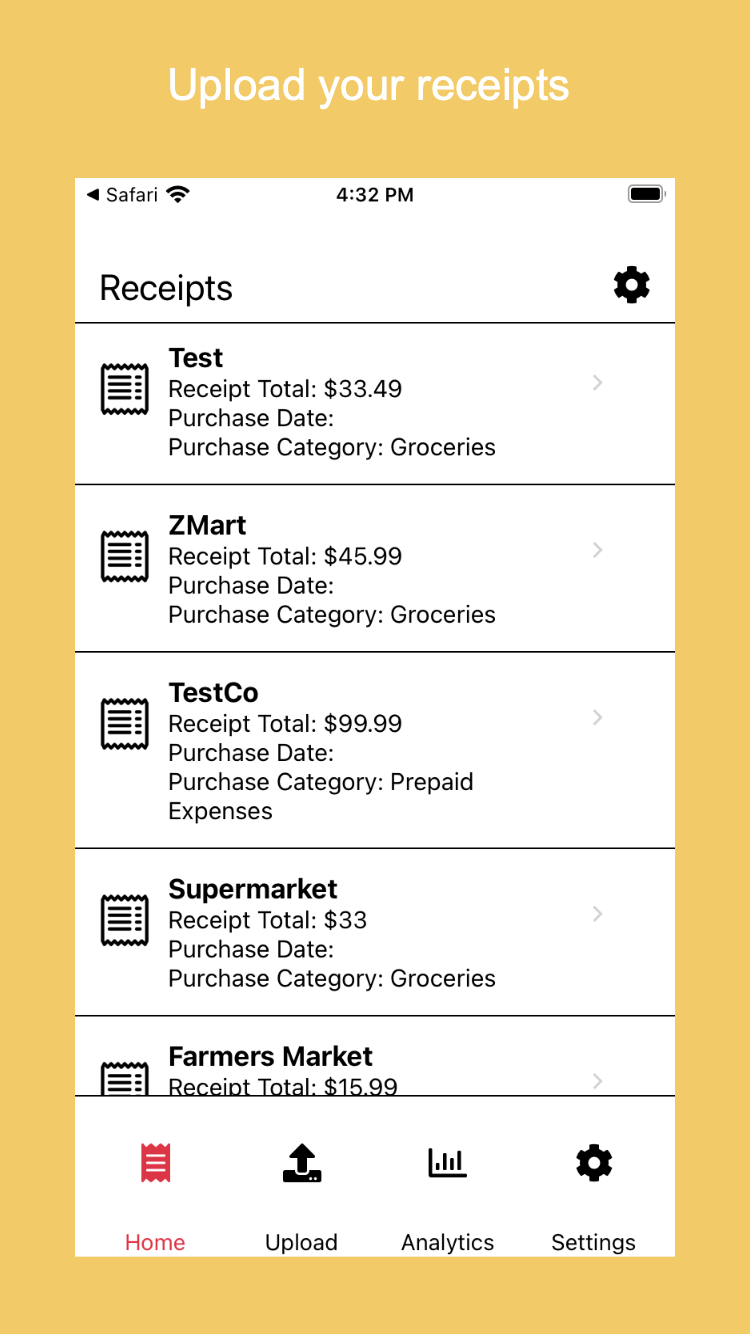 Upload your receipts
Safari
4:32 PM
Receipts
Test
Receipt Total: $33.49
Purchase Date:
Purchase Category: Groceries
ZMart
Receipt Total: $45.99
Purchase Date:
Purchase Category: Groceries
TestCo
Receipt Total: $99.99
Purchase Date:
Purchase Category: Prepaid
Expenses
Supermarket
Receipt Total: $33
Purchase Date:
Purchase Category: Groceries
Farmers Market
Receipt Total: $15.99
Home
Upload
Analytics
Settings